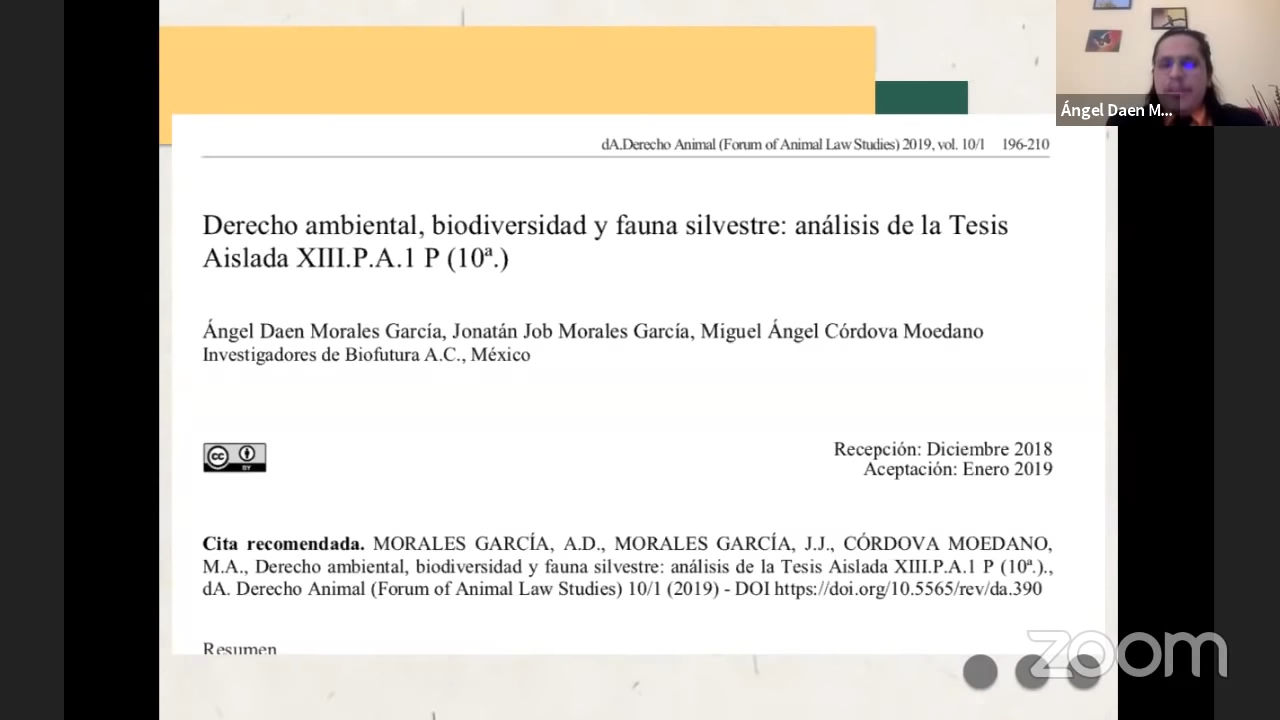 Ángel Daen M...
dA.Derecho Animal (Forum of Animal Law Studies) 2019, vol. 10/1 196-210
Derecho ambiental, biodiversidad y fauna silvestre: análisis de la Tesis
Aislada XIII.P.A.1 P (10ª.)
Ángel Daen Morales García, Jonatán Job Morales García, Miguel Ángel Córdova Moedano
Investigadores de Biofutura A.C., México
cc BY
Recepción: Diciembre 2018
Aceptación: Enero 2019
Cita recomendada. MORALES GARCÍA, A.D., MORALES GARCÍA, J.J., CÓRDOVA MOEDANO,
M.A., Derecho ambiental, biodiversidad y fauna silvestre: análisis de la Tesis Aislada XIII.P.A.1 P (10ª.).,
dA. Derecho Animal (Forum of Animal Law Studies) 10/1 (2019) - DOI https://doi.org/10.5565/rev/da.390
Resumen
zoom